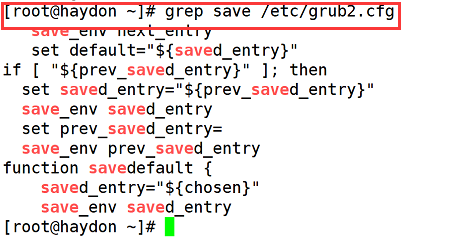 [root@haydon ~]# grep save /etc/grub2.cfg
save_env next_entry
set default="${saved_entry}"
if [ "${prev_saved_entry}" ]; then
set saved_entry="${prev_saved_entry}"
save_env saved_entry
set prev_saved_entry=
save_env prev_saved_entry
function savedefault {
saved_entry="${chosen}"
save_env saved_entry
[root@haydon ~]#